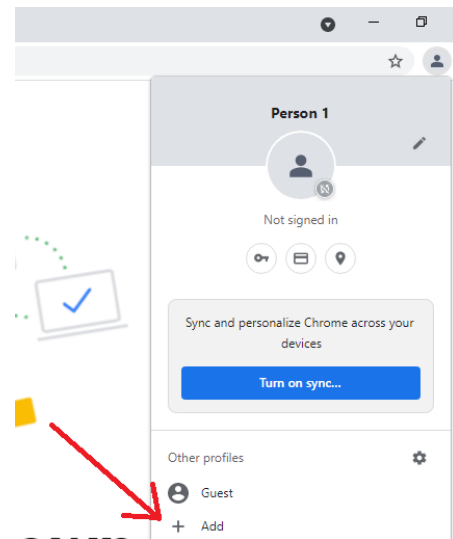 Person 1
Not signed in
Sync and personalize Chrome across your
devices
Turn on sync...
Other profiles
Guest
Add